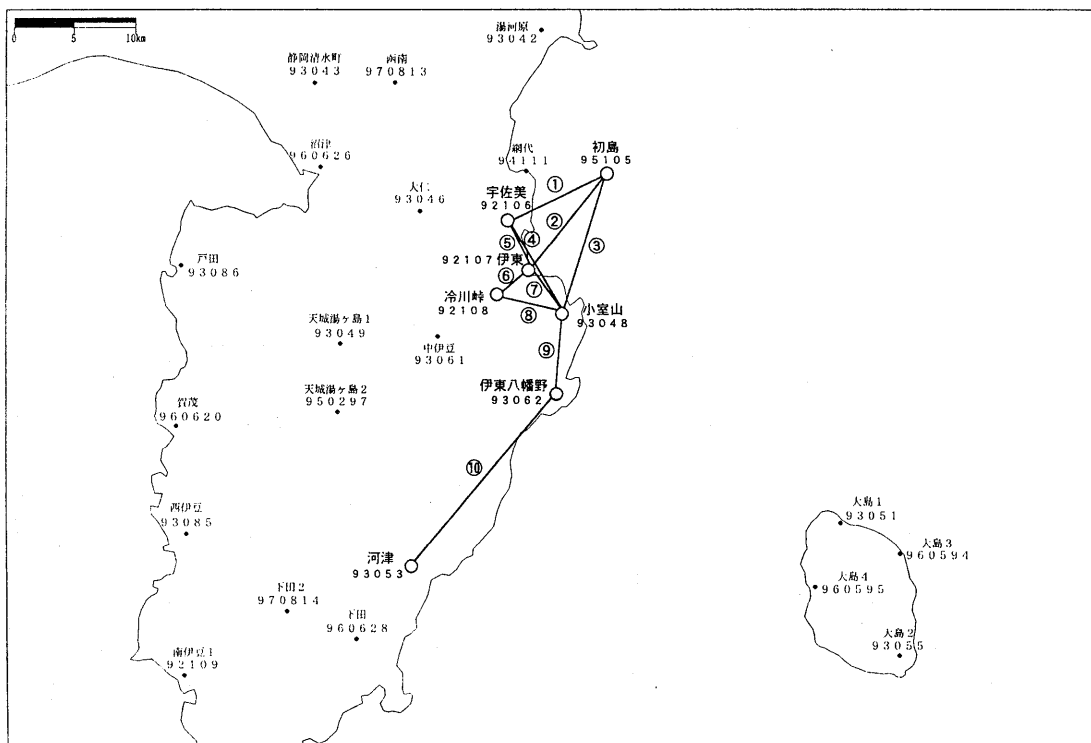 0 5 10km
湯河原
93042
静岡清水町
93043
函南
970813
沼津
960626
網代
94111
初島
95105
大仁
93046
宇佐美
92106
①
②
③
④
⑤
戸田
93086
92107 伊東
⑥
⑦
冷川峠
92108
⑧
小室山
93048
天城湯ヶ島1
93049
中伊豆
93061
⑨
天城湯ヶ島2
950297
伊東八幡野
93062
賀茂
960620
⑩
西伊豆
93085
大島1
93051
大島3
960594
河津
93053
大島4
960595
下田2
970814
下田
960628
大島2
93055
南伊豆1
92109